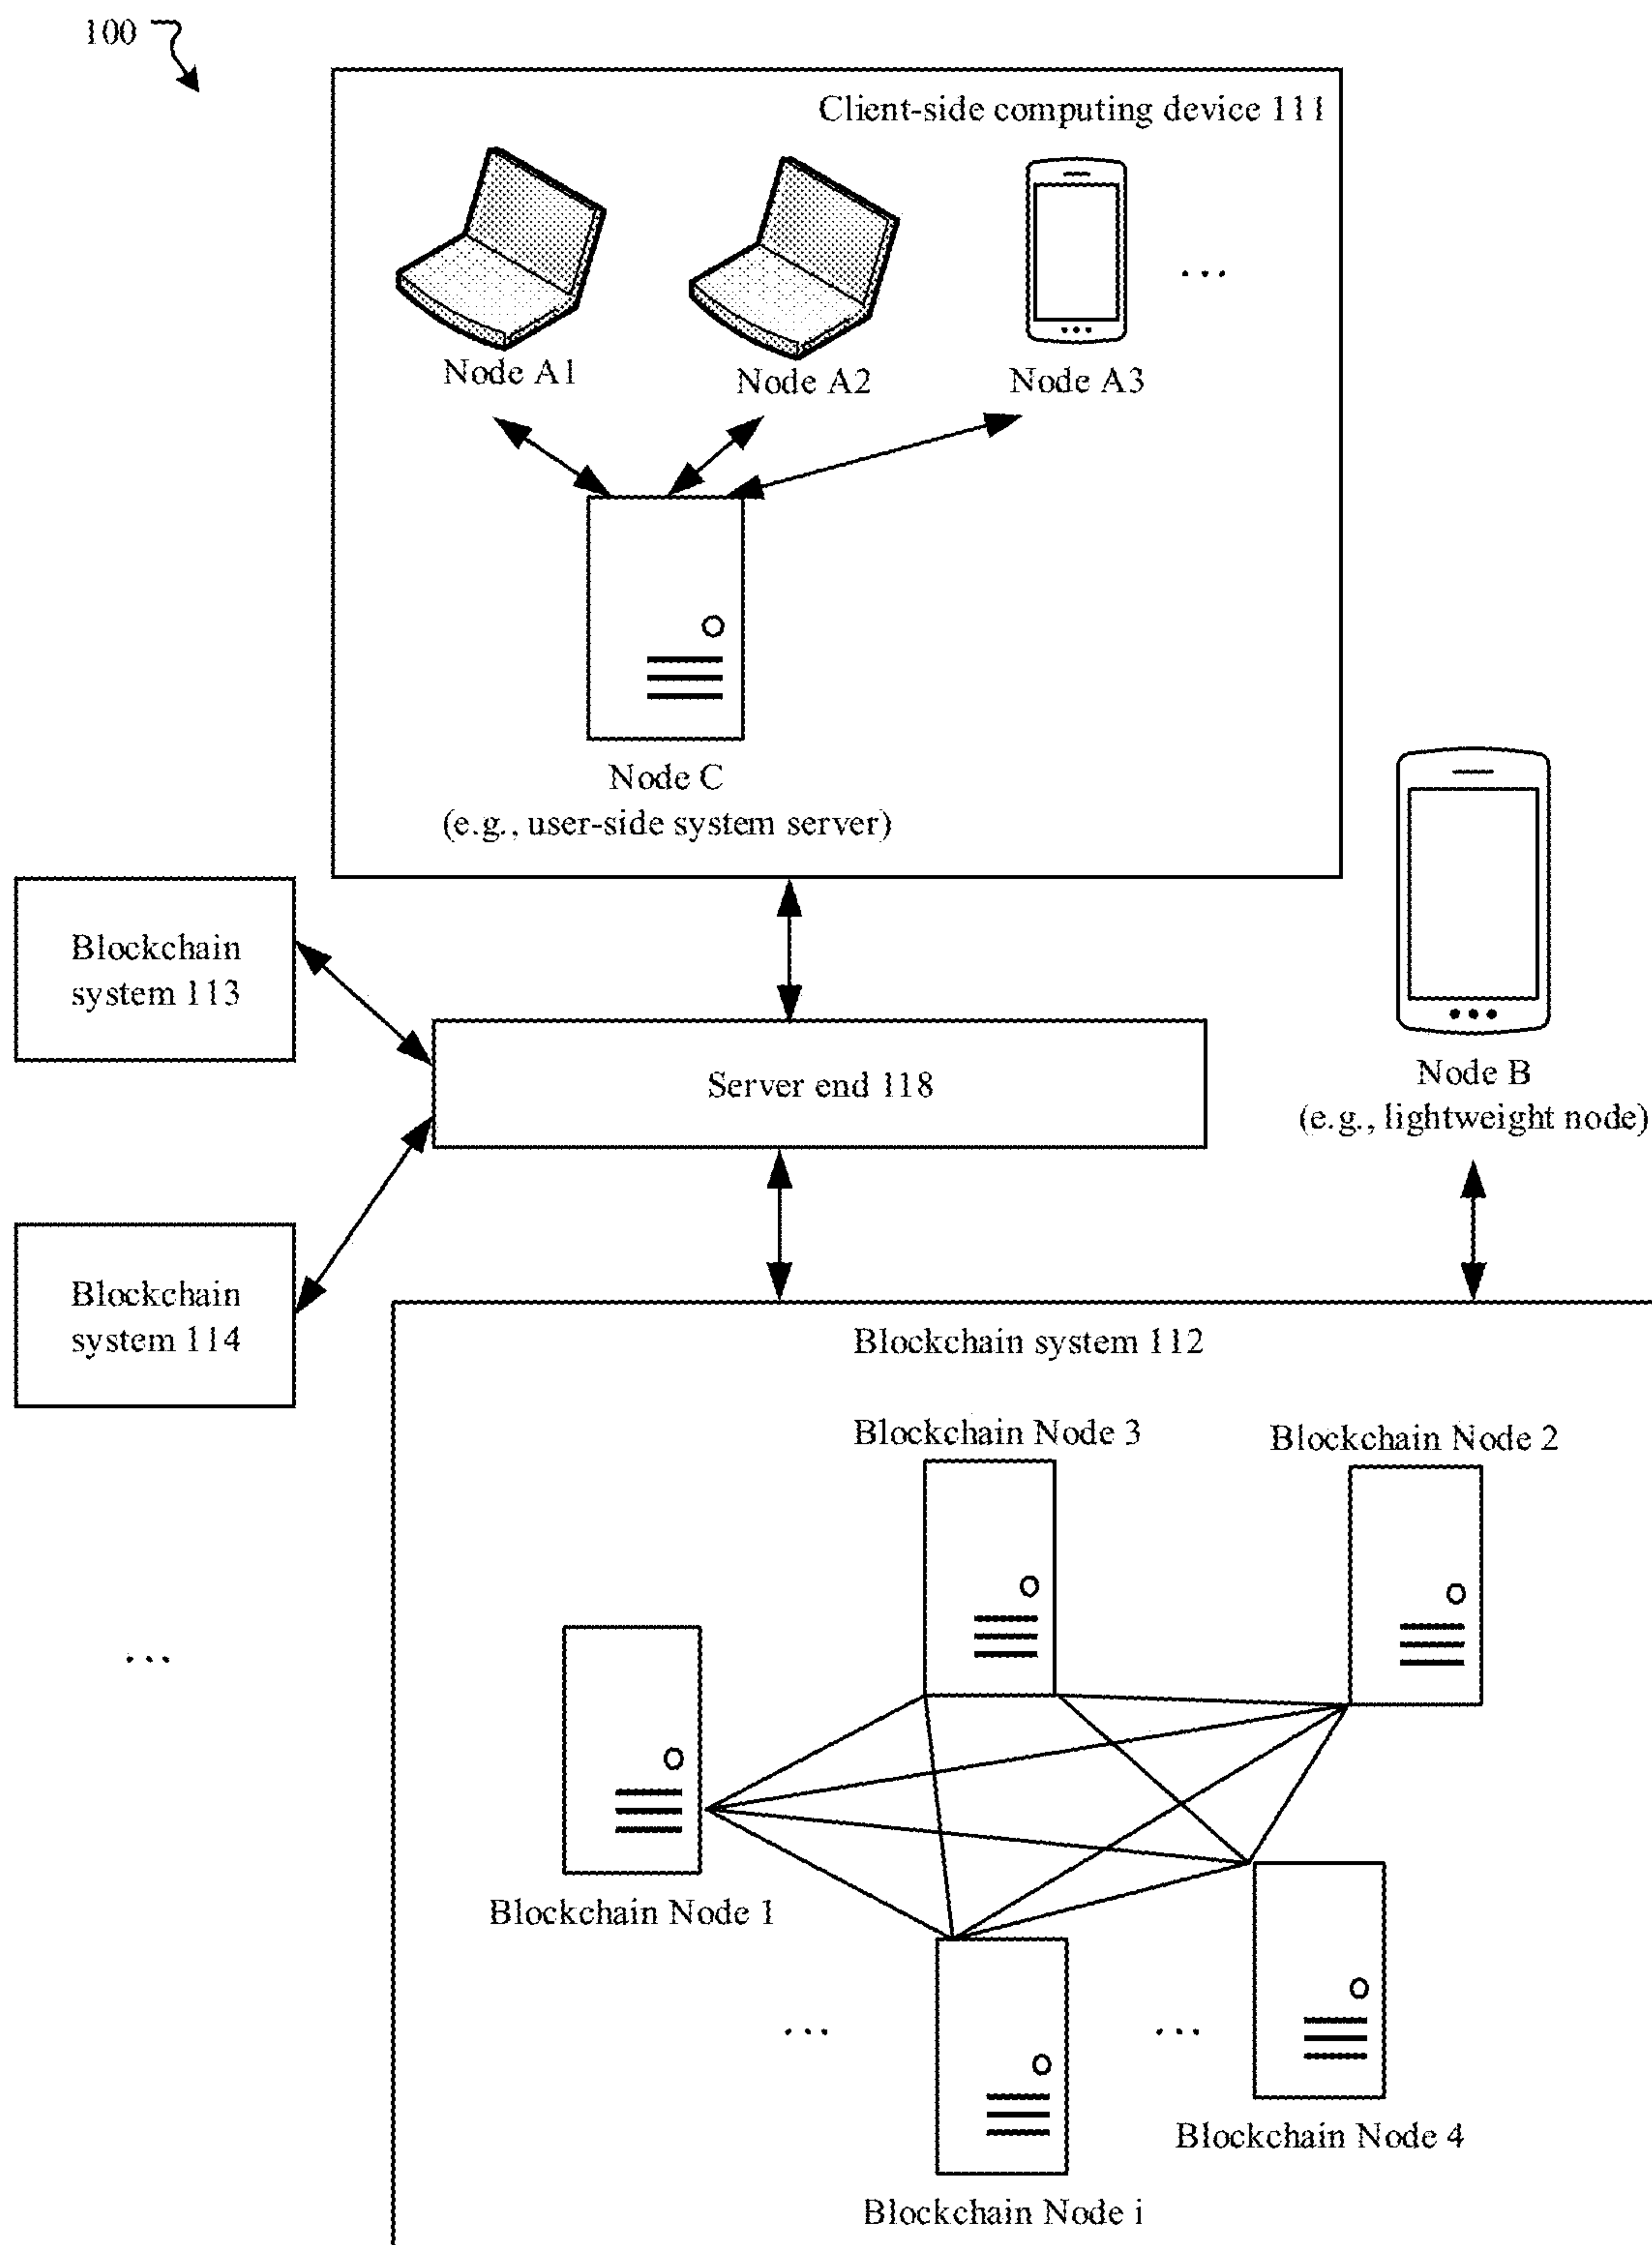 100
Client-side computing device 111
Node A1
Node A2
Node A3
...
Node C
(e.g., user-side system server)
Blockchain
system 113
Server end 118
Node B
(e.g., lightweight node)
Blockchain
system 114
Blockchain system 112
Blockchain Node 3
Blockchain Node 2
...
Blockchain Node 1
...
...
Blockchain Node 4
Blockchain Node i